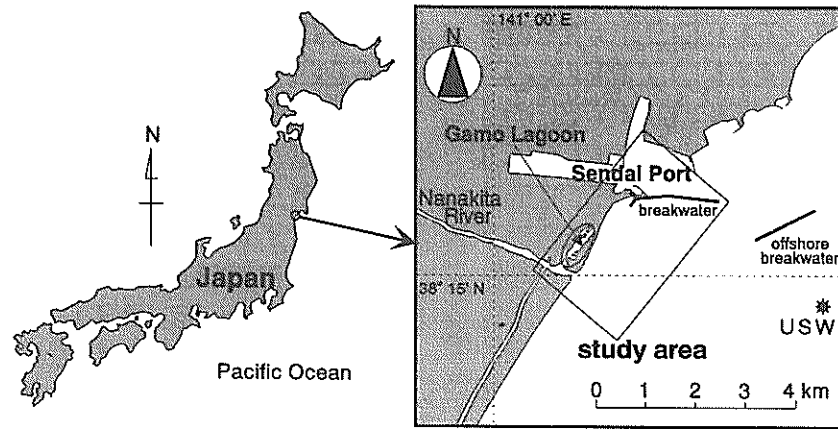 N
Japan
Pacific Ocean
141° 00' E
N
Gamo Lagoon
Sendai Port
Nanakita
River
breakwater
offshore
breakwater
38° 15' N
USW
study area
0 1 2 3 4 km